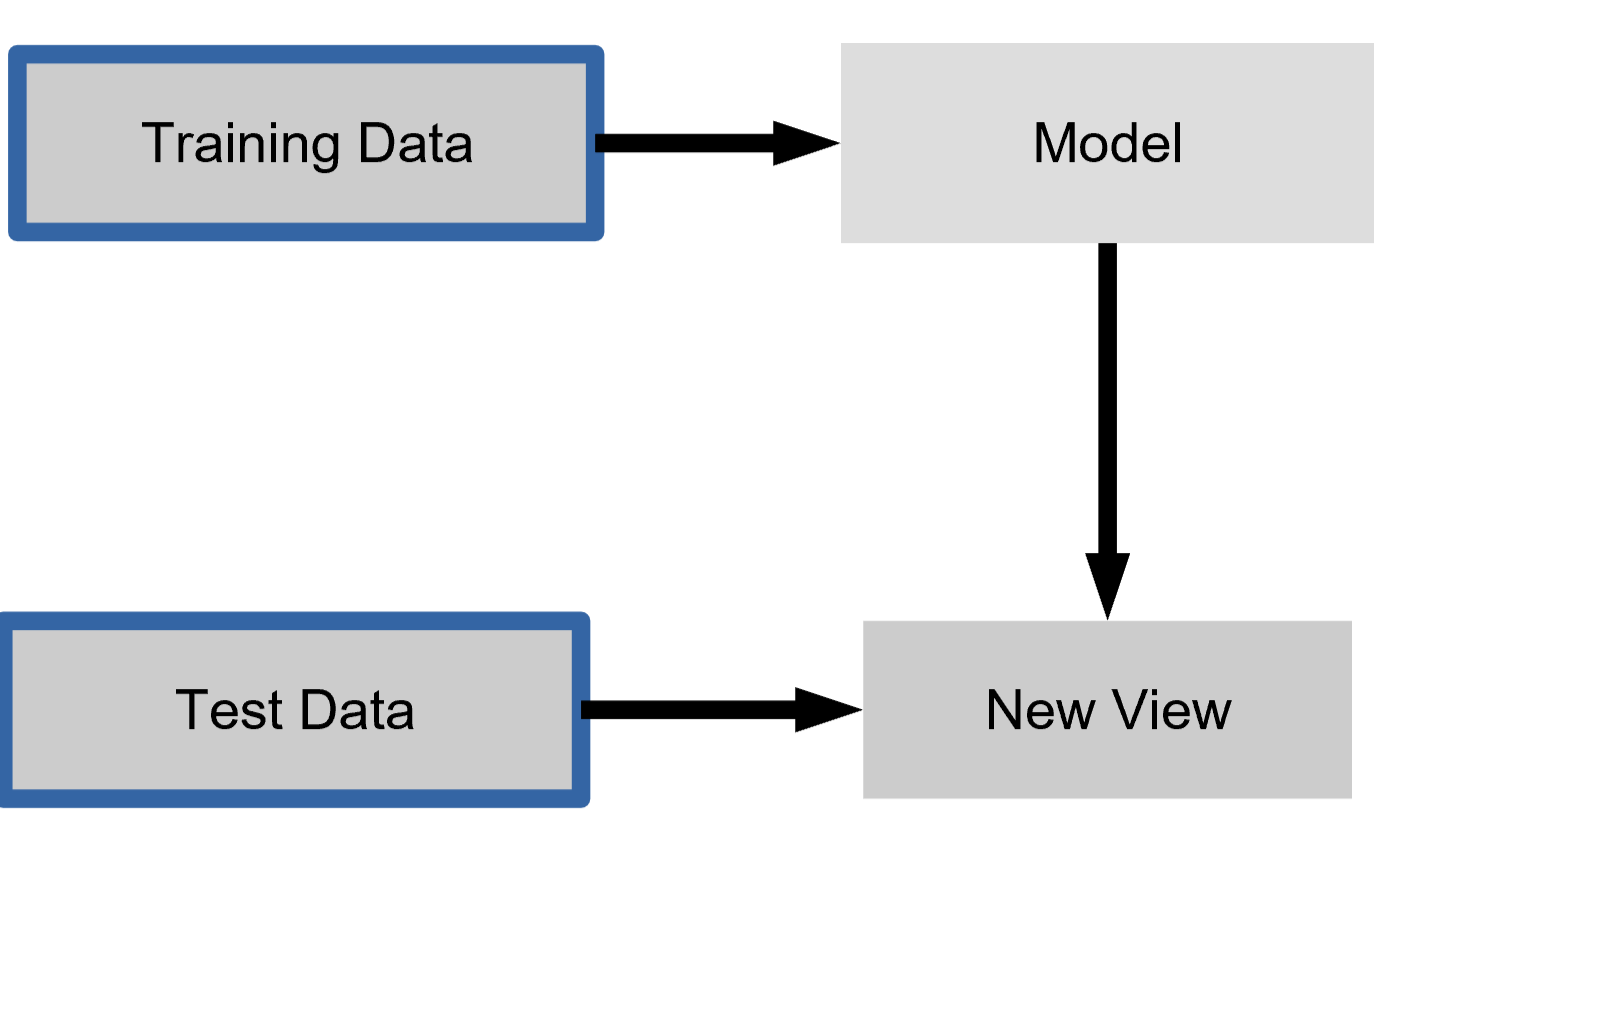 Training Data
Model
Test Data
New View